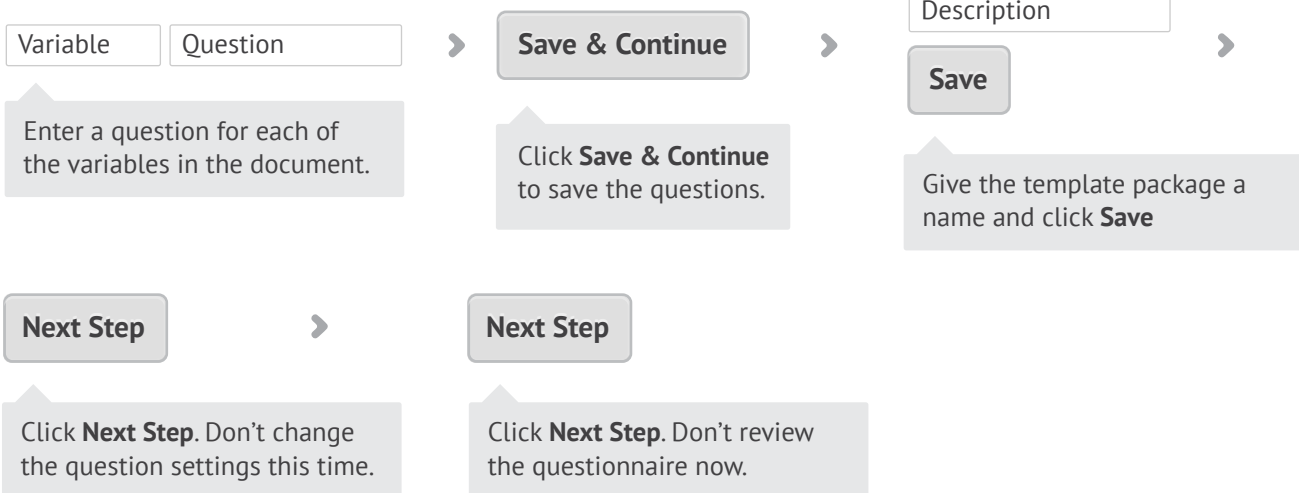 Variable
Question
Enter a question for each of
the variables in the document.
Save & Continue
Click Save & Continue
to save the questions.
Description
Save
Give the template package a
name and click Save
Next Step
Click Next Step. Don't change
the question settings this time.
Next Step
Click Next Step. Don't review
the questionnaire now.